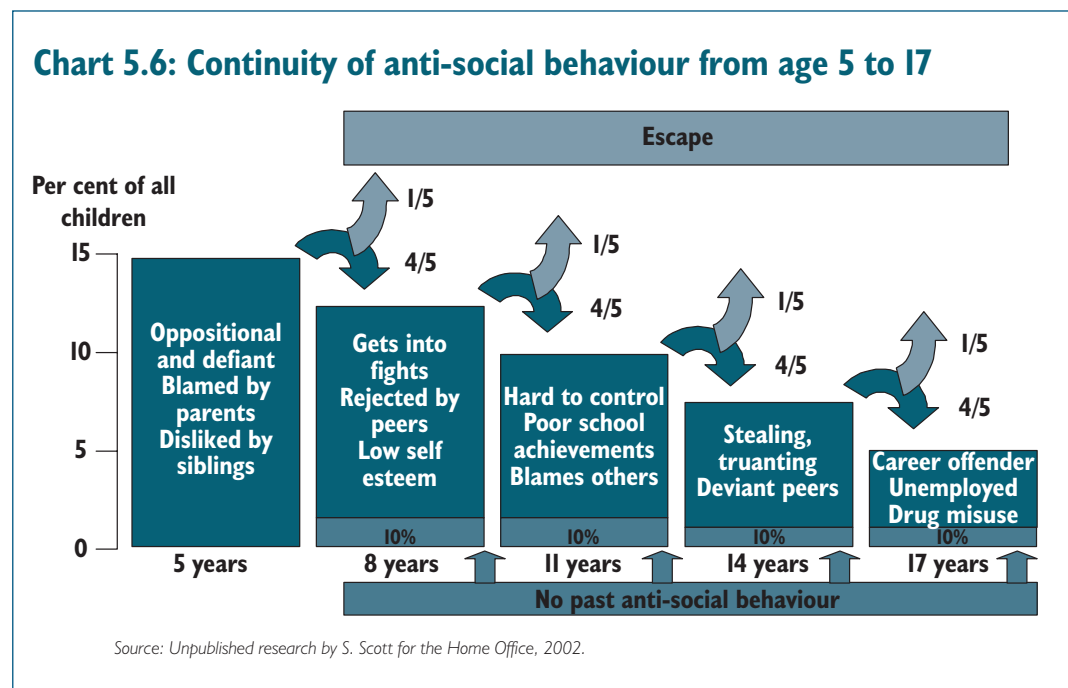 Chart 5.6: Continuity of anti-social behaviour from age 5 to 17
Escape
Per cent of all
children
15
10
5
0
1/5
4/5
1/5
4/5
1/5
4/5
1/5
4/5
Oppositional
and defiant
Blamed by
parents
Disliked by
siblings
Gets into
fights
Rejected by
peers
Low self
esteem
Hard to control
Poor school
achievements
Blames others
Stealing,
truanting
Deviant peers
Career offender
Unemployed
Drug misuse
10%
10%
10%
10%
5 years
8 years
11 years
14 years
17 years
No past anti-social behaviour
Source: Unpublished research by S. Scott for the Home Office, 2002.